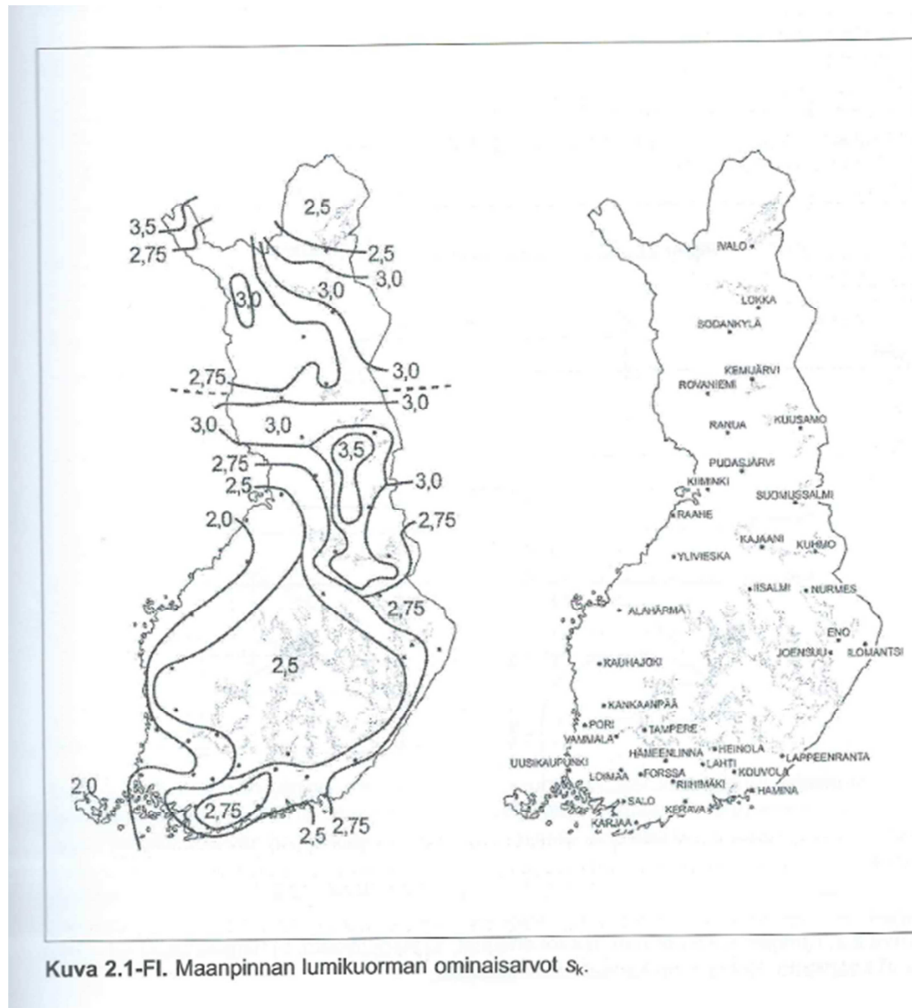 2,5
3,5
2,75
2,5
3,0
3,0
3,0
2,75
3,0
3,0
3,0
3,0
3,5
2,75
2,5
3,0
2,0
2,75
2,75
2,5
2,0
2,75
2,5
2,75
IVALO
LOKKA
SODANKYLÄ
KEMIJÄRVI
ROVANIEMI
RANUA
KUUSAMO
PUDASJÄRVI
KIIMINKI
SUOMUSSALMI
RAAHE
KAJAANI
KUHMO
YLIVIESKA
IISALMI
NURMES
ALAHÄRMÄ
ENO
JOENSUU
ILOMANTSI
KAUHAJOKI
KANKAANPÄÄ
PORI
TAMPERE
VAMMALA
HÄMEENLINNA
HEINOLA
UUSIKAUPUNKI
LAHTI
LAPPEENRANTA
LOIMAA
FORSSA
KOUVOLA
RIIHIMÄKI
HAMINA
SALO
KERAVA
KARJAA
Kuva 2.1-FI. Maanpinnan lumikuorman ominaisarvot sk.